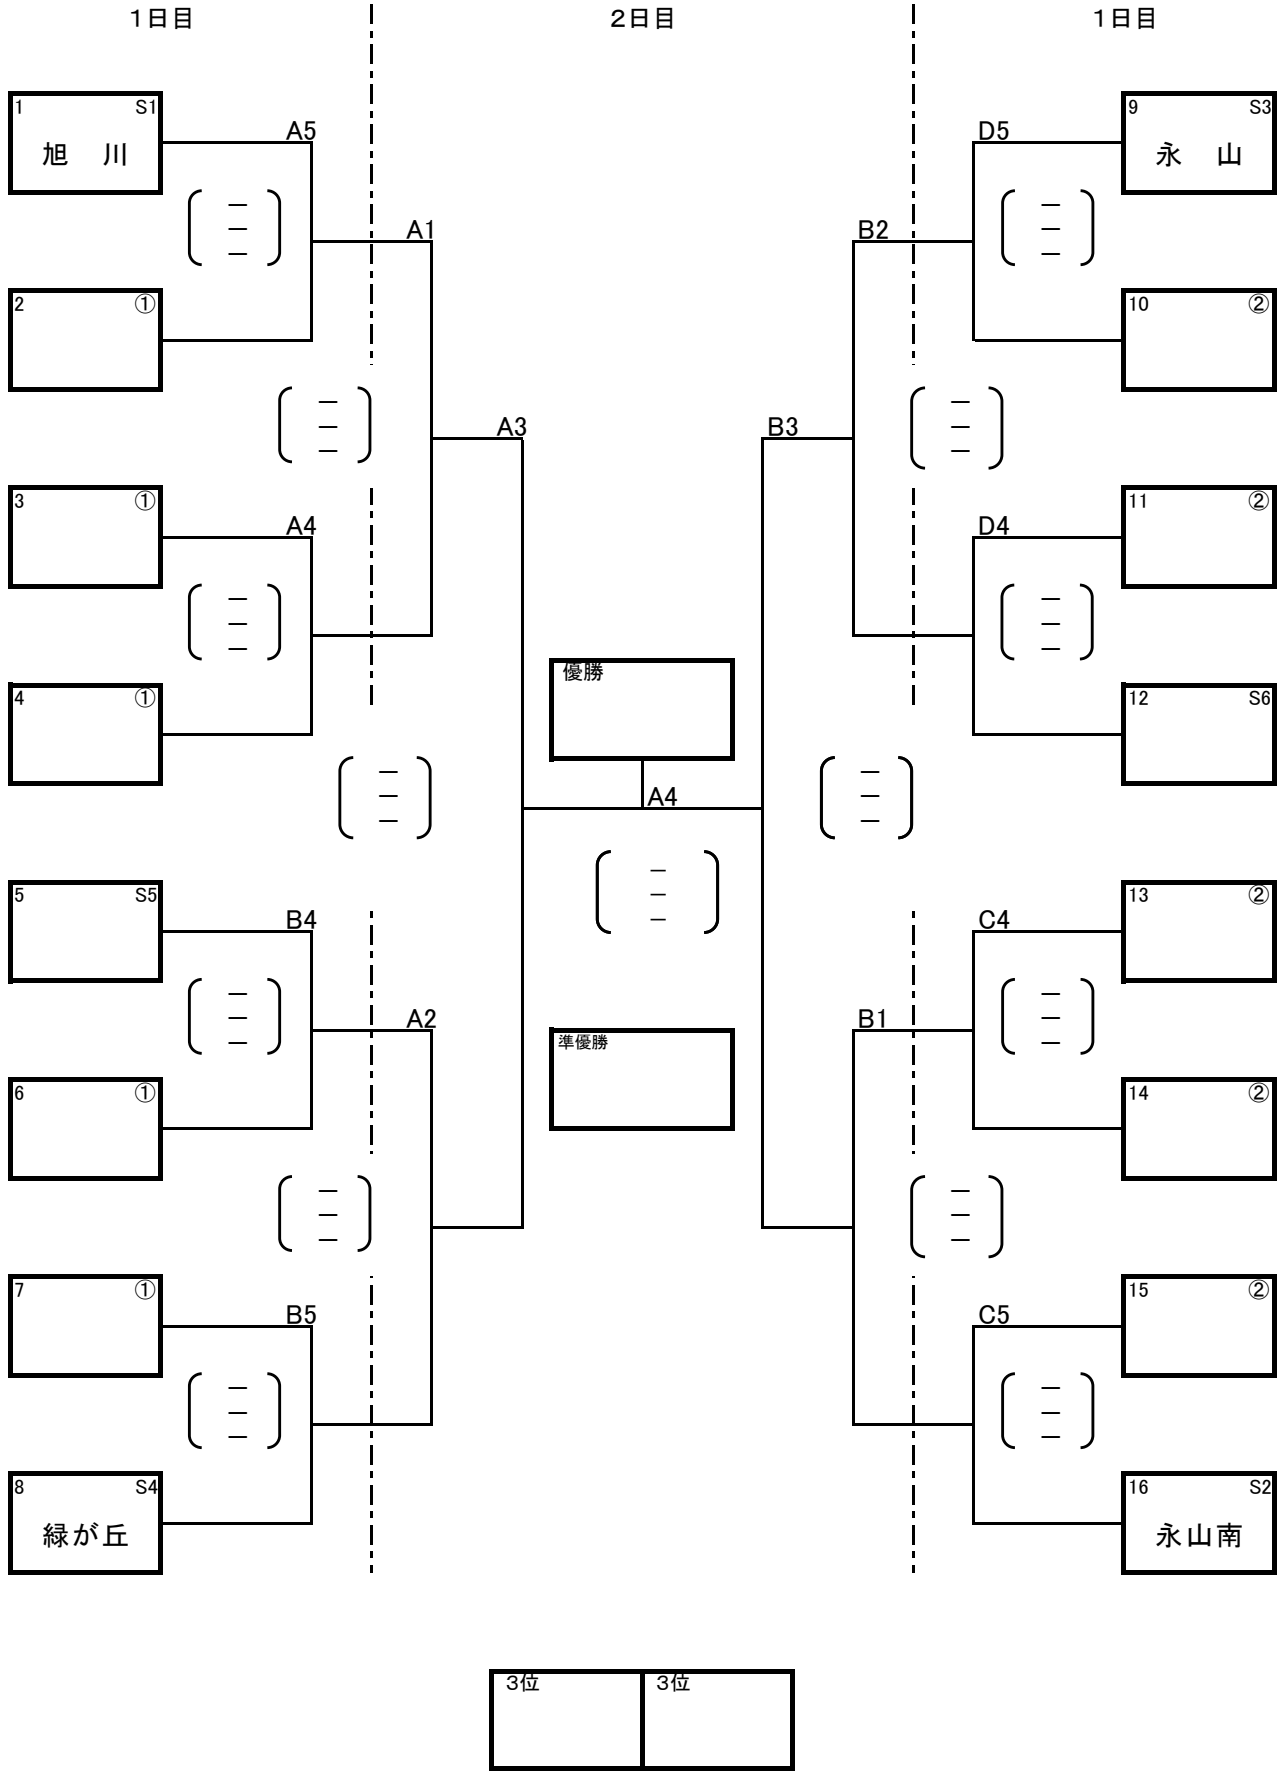 １日目 ２日目 １日目
1 S1 9 S3
A5 D5
旭　川 永　山
－ －
－ A1 B2 －
－ －
2 ① 10 ②
－ －
－ A3 B3 －
－ －
3 ① 11 ②
A4 D4
－ －
－ －
－ －
優勝
4 ① 12 S6
－ －
－ A4 －
－ －
－
5 S5 － 13 ②
B4 － C4
－ －
－ A2 B1 －
－ 準優勝 －
6 ① 14 ②
－ －
－ －
－ －
7 ① 15 ②
B5 C5
－ －
－ －
－ －
8 S4 16 S2
緑が丘 永山南
３位 ３位